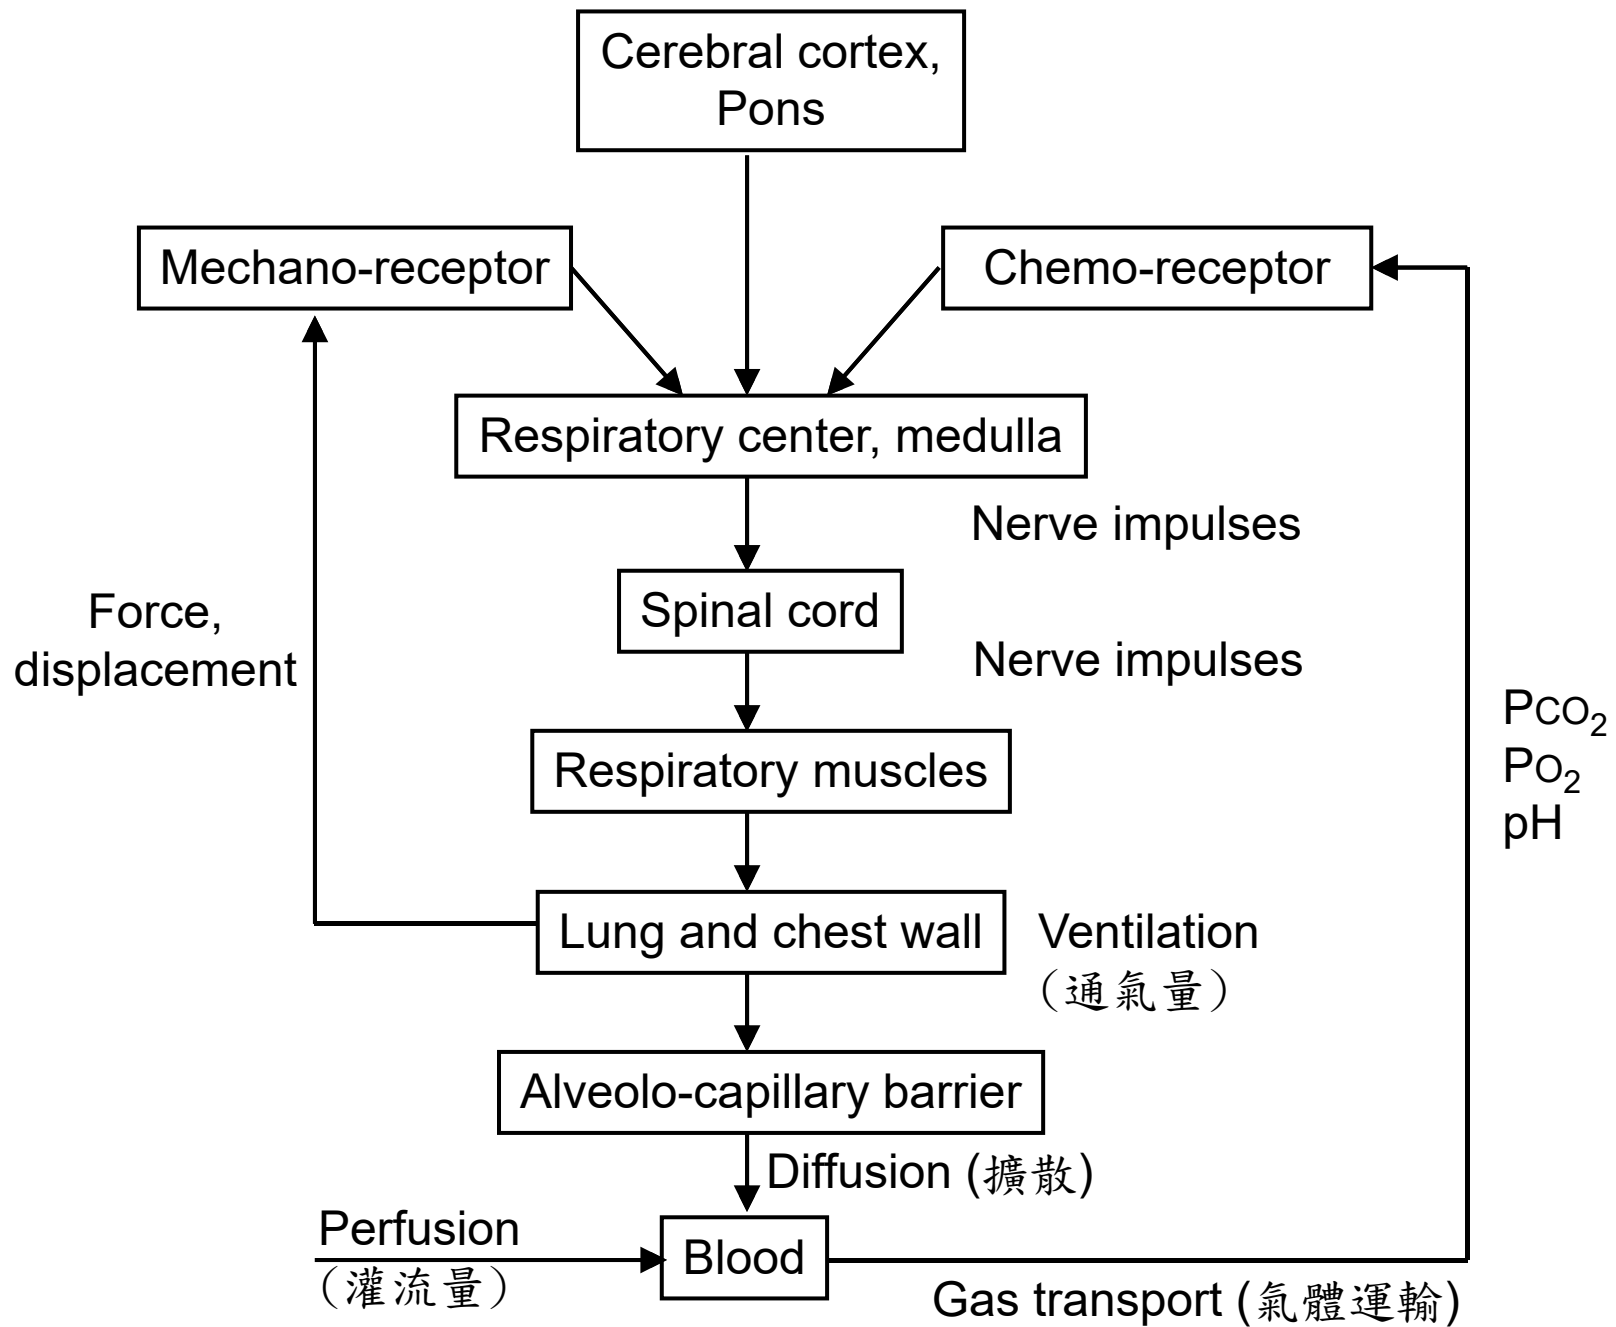 Cerebral cortex,
Pons
Mechano-receptor
Chemo-receptor
Respiratory center, medulla
Nerve impulses
Spinal cord
Force,
displacement
Nerve impulses
PCO₂
PO₂
pH
Respiratory muscles
Lung and chest wall
Ventilation
（通氣量）
Alveolo-capillary barrier
Diffusion (擴散)
Perfusion
（灌流量）
Blood
Gas transport (氣體運輸)